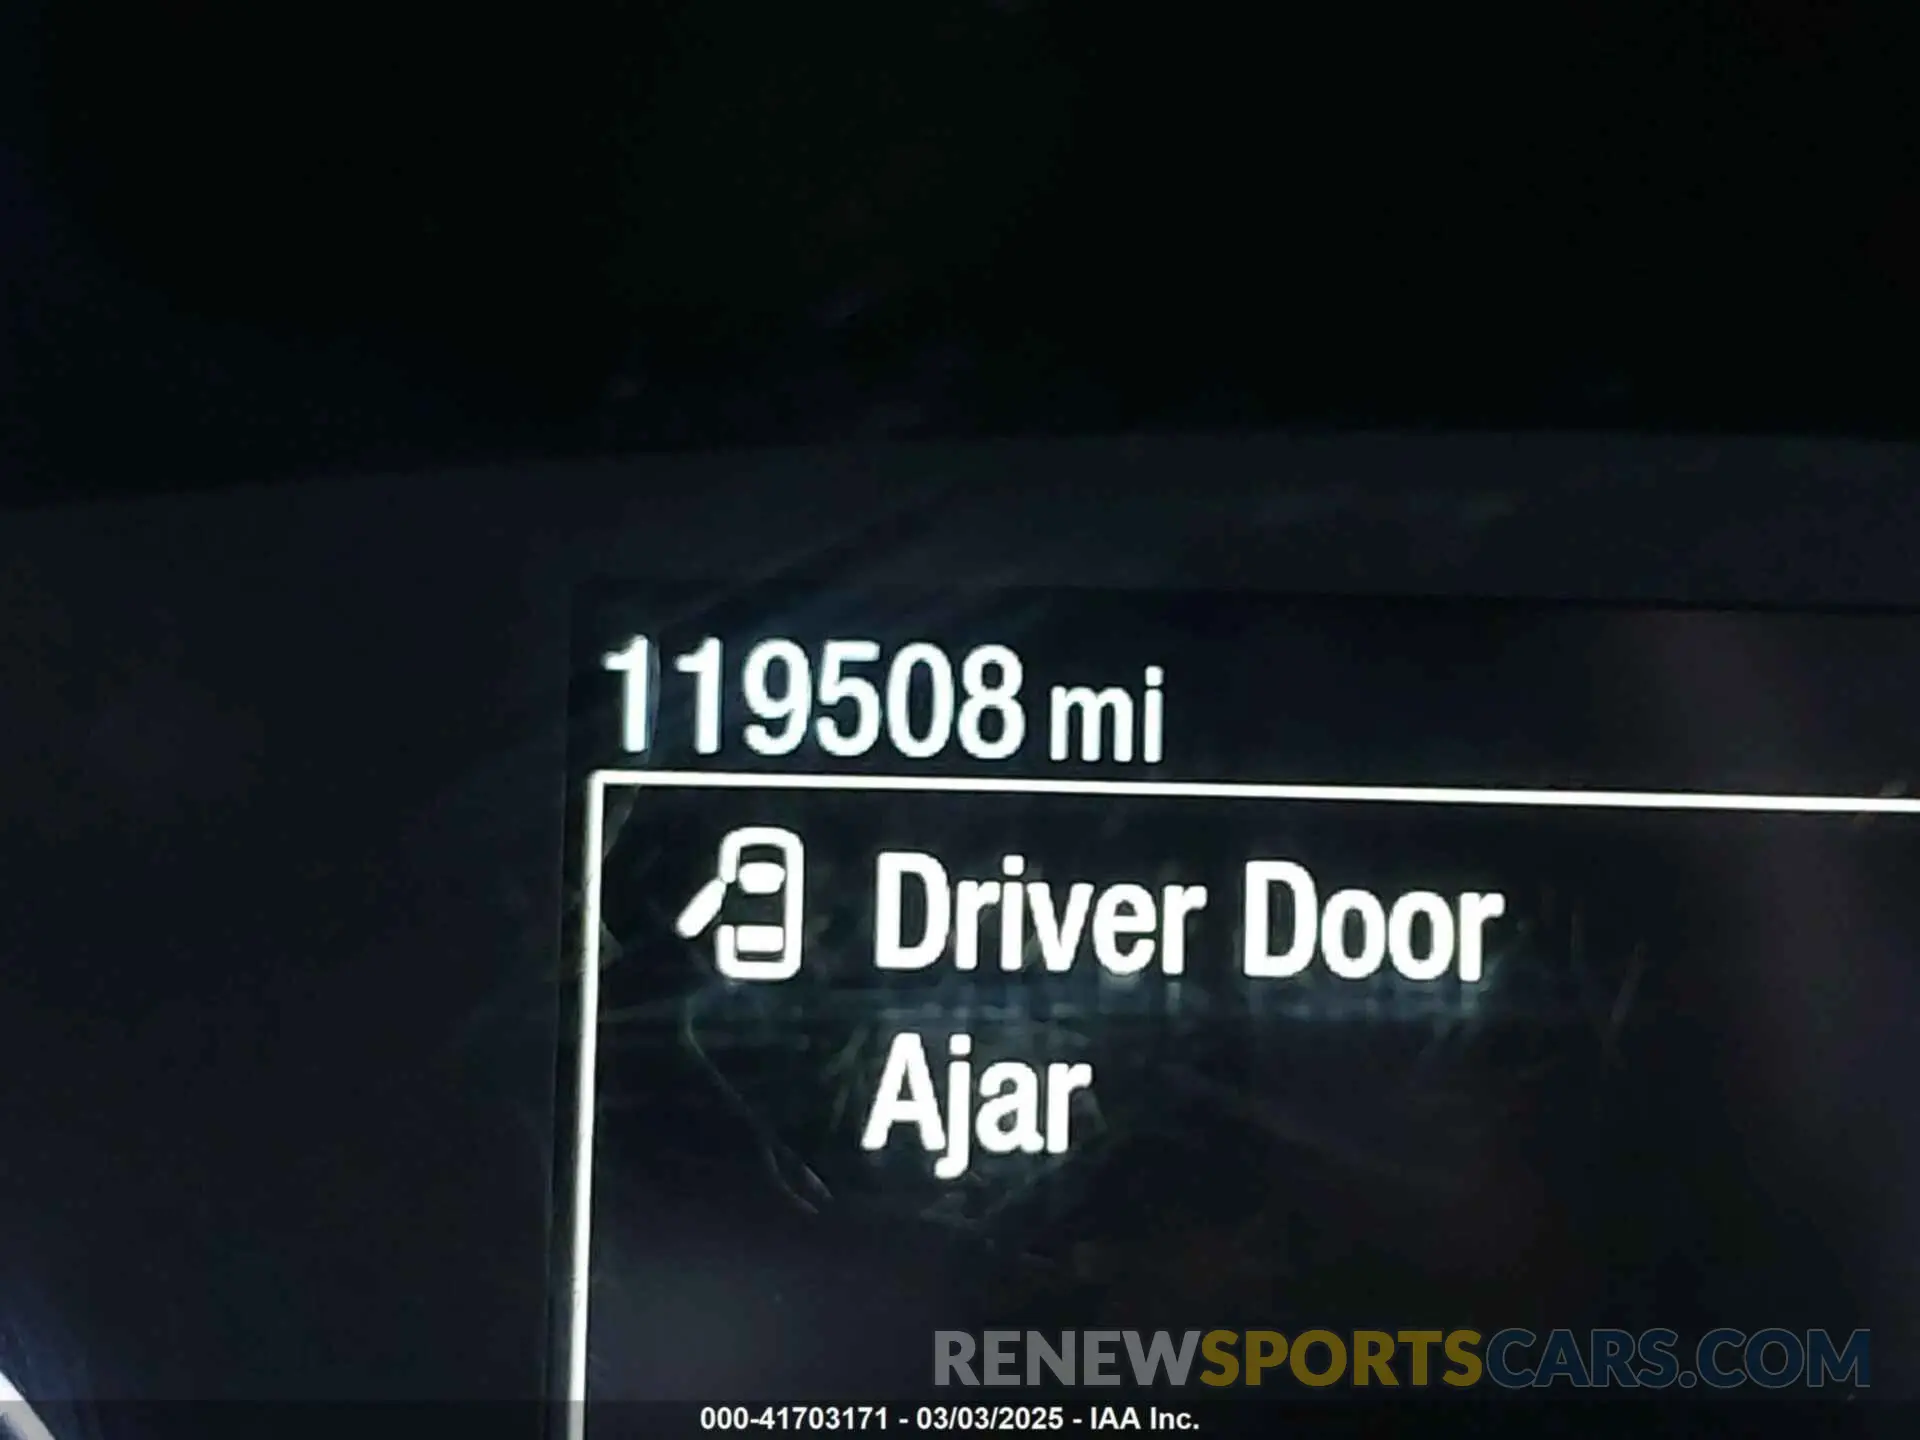 119508 mi
Driver Door
Ajar
RENEWSPORTSCARS.COM
000-41703171 - 03/03/2025 - IAA Inc.